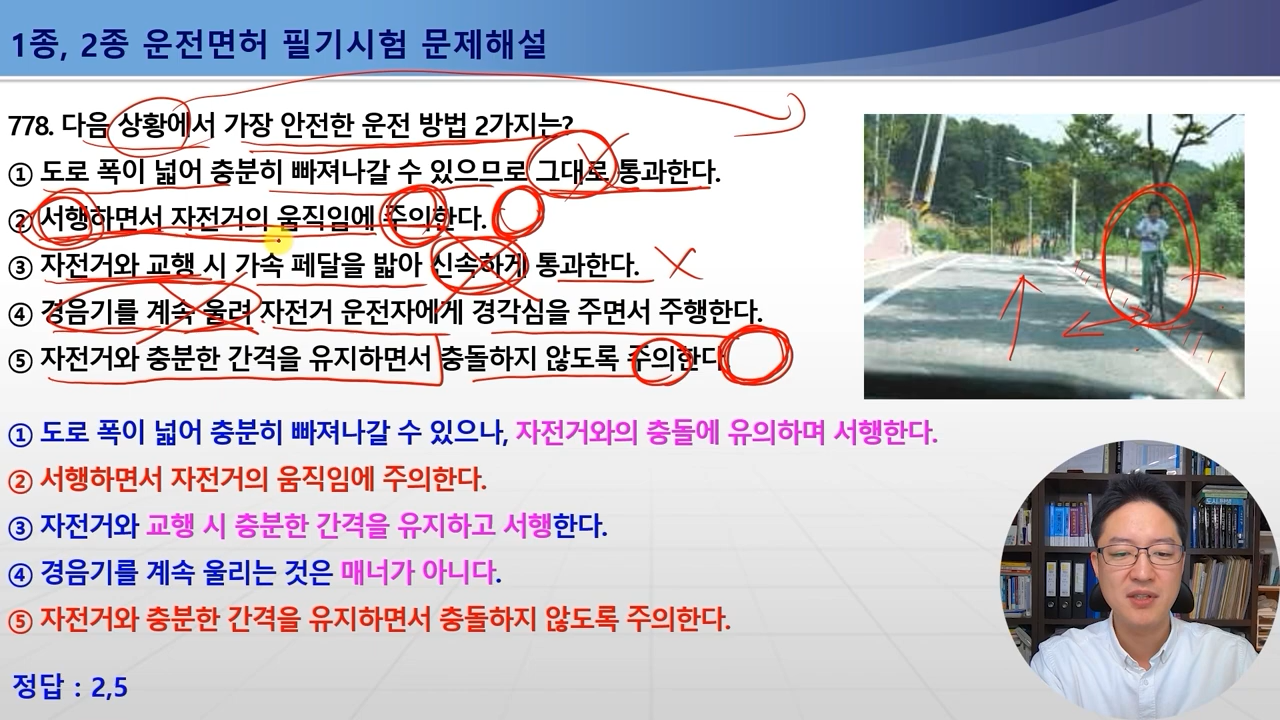 1종, 2종 운전면허 필기시험 문제해설
778. 다음 상황에서 가장 안전한 운전 방법 2가지는?
① 도로 폭이 넓어 충분히 빠져나갈 수 있으므로 그대로 통과한다.
② 서행하면서 자전거의 움직임에 주의한다.
③ 자전거와 교행 시 가속 페달을 밟아 신속하게 통과한다.
④ 경음기를 계속 울려 자전거 운전자에게 경각심을 주면서 주행한다.
⑤ 자전거와 충분한 간격을 유지하면서 충돌하지 않도록 주의한다.
① 도로 폭이 넓어 충분히 빠져나갈 수 있으나, 자전거와의 충돌에 유의하며 서행한다.
② 서행하면서 자전거의 움직임에 주의한다.
③ 자전거와 교행 시 충분한 간격을 유지하고 서행한다.
④ 경음기를 계속 울리는 것은 매너가 아니다.
⑤ 자전거와 충분한 간격을 유지하면서 충돌하지 않도록 주의한다.
정답 : 2,5